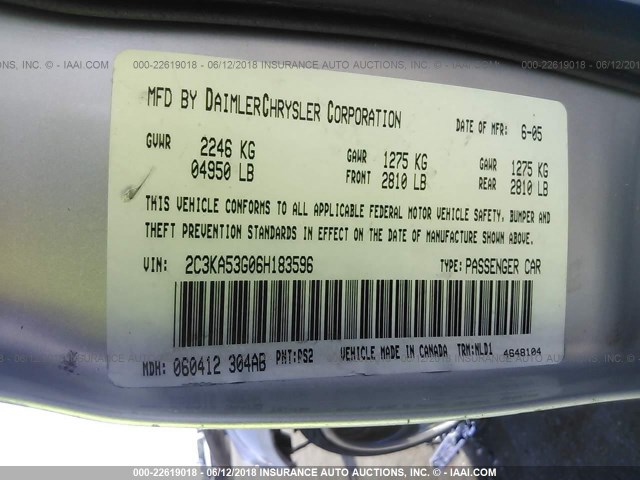 000-22619018 - 06/12/2018 INSURANCE AUTO AUCTIONS, INC. - © IAAI.COM
MFD BY DAIMLERCHRYSLER CORPORATION
DATE OF MFR: 6-05
GVWR 2246 KG GAWR 1275 KG GAWR 1275 KG
04950 LB FRONT 2810 LB REAR 2810 LB
THIS VEHICLE CONFORMS TO ALL APPLICABLE FEDERAL MOTOR VEHICLE SAFETY, BUMPER AND
THEFT PREVENTION STANDARDS IN EFFECT ON THE DATE OF MANUFACTURE SHOWN ABOVE.
VIN: 2C3KA53G06H183596 TYPE: PASSENGER CAR
MDH: 060412 304AB PNT:PS2 VEHICLE MADE IN CANADA TRM:NLD1 4648104
000-22619018 - 06/12/2018 INSURANCE AUTO AUCTIONS, INC. - © IAAI.COM